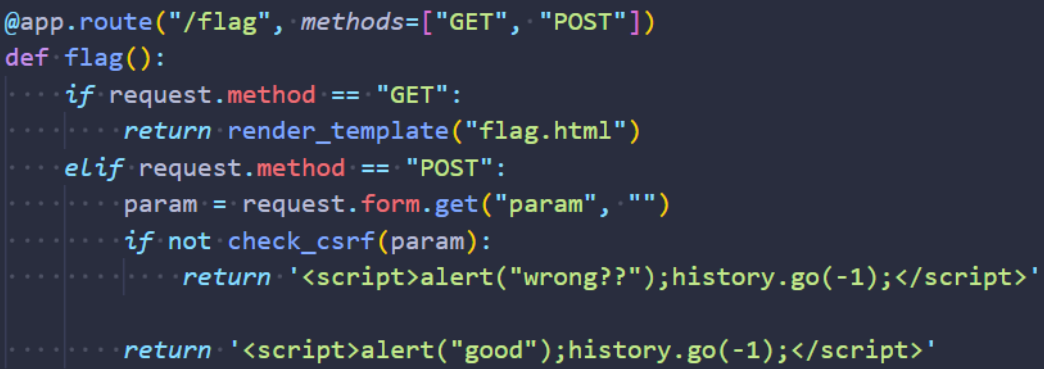 @app.route("/flag", methods=["GET", "POST"])
def flag():
    if request.method == "GET":
        return render_template("flag.html")
    elif request.method == "POST":
        param = request.form.get("param", "")
        if not check_csrf(param):
            return '<script>alert("wrong??");history.go(-1);</script>'
        return '<script>alert("good");history.go(-1);</script>'